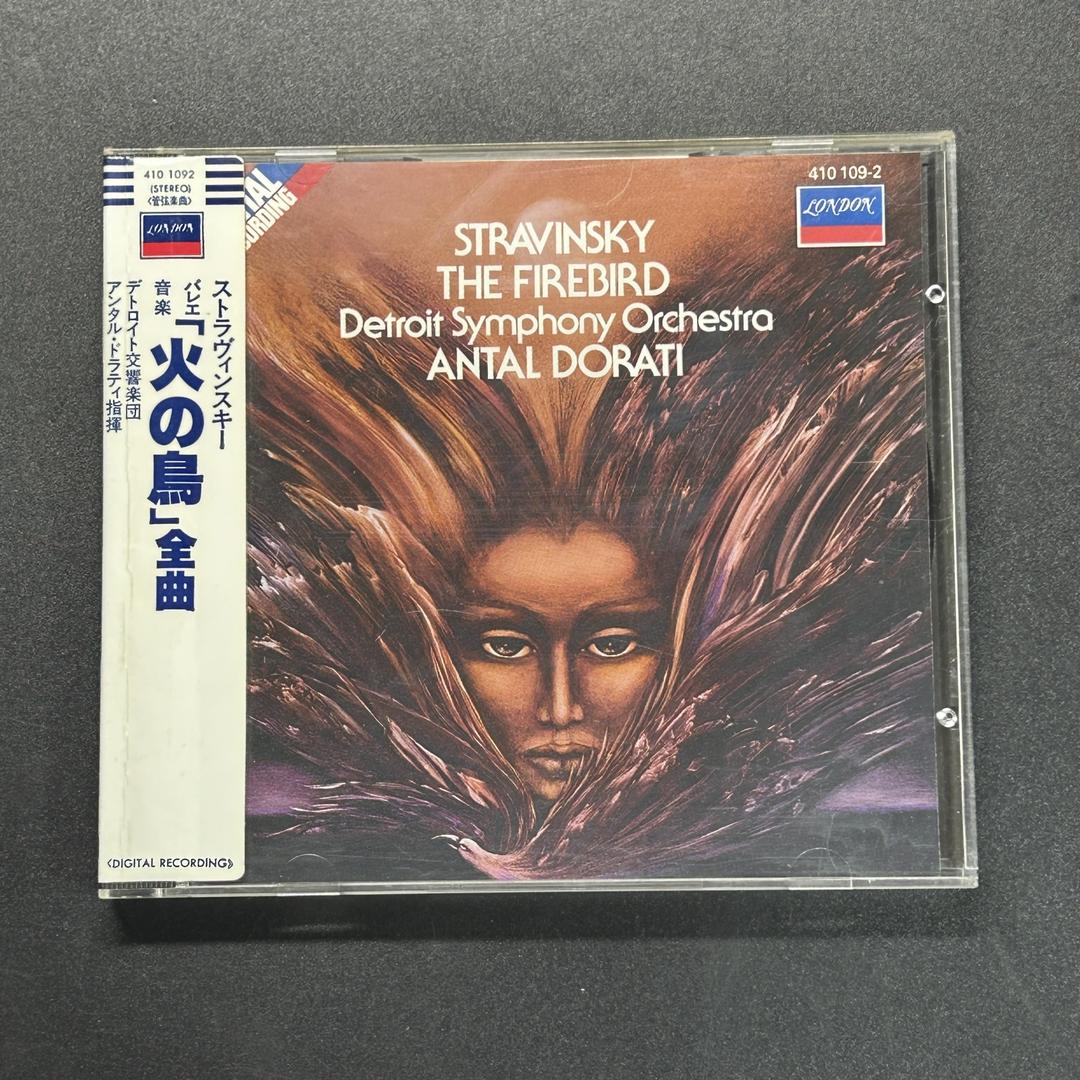 410 1092
(STEREO)
〈管弦楽曲〉
LONDON
ストラヴィンスキー
バレエ
音楽
「火の鳥」全曲
デトロイト交響楽団
アンタル・ドラティ指揮
《DIGITAL RECORDING》
410 109-2
LONDON
STRAVINSKY
THE FIREBIRD
Detroit Symphony Orchestra
ANTAL DORATI